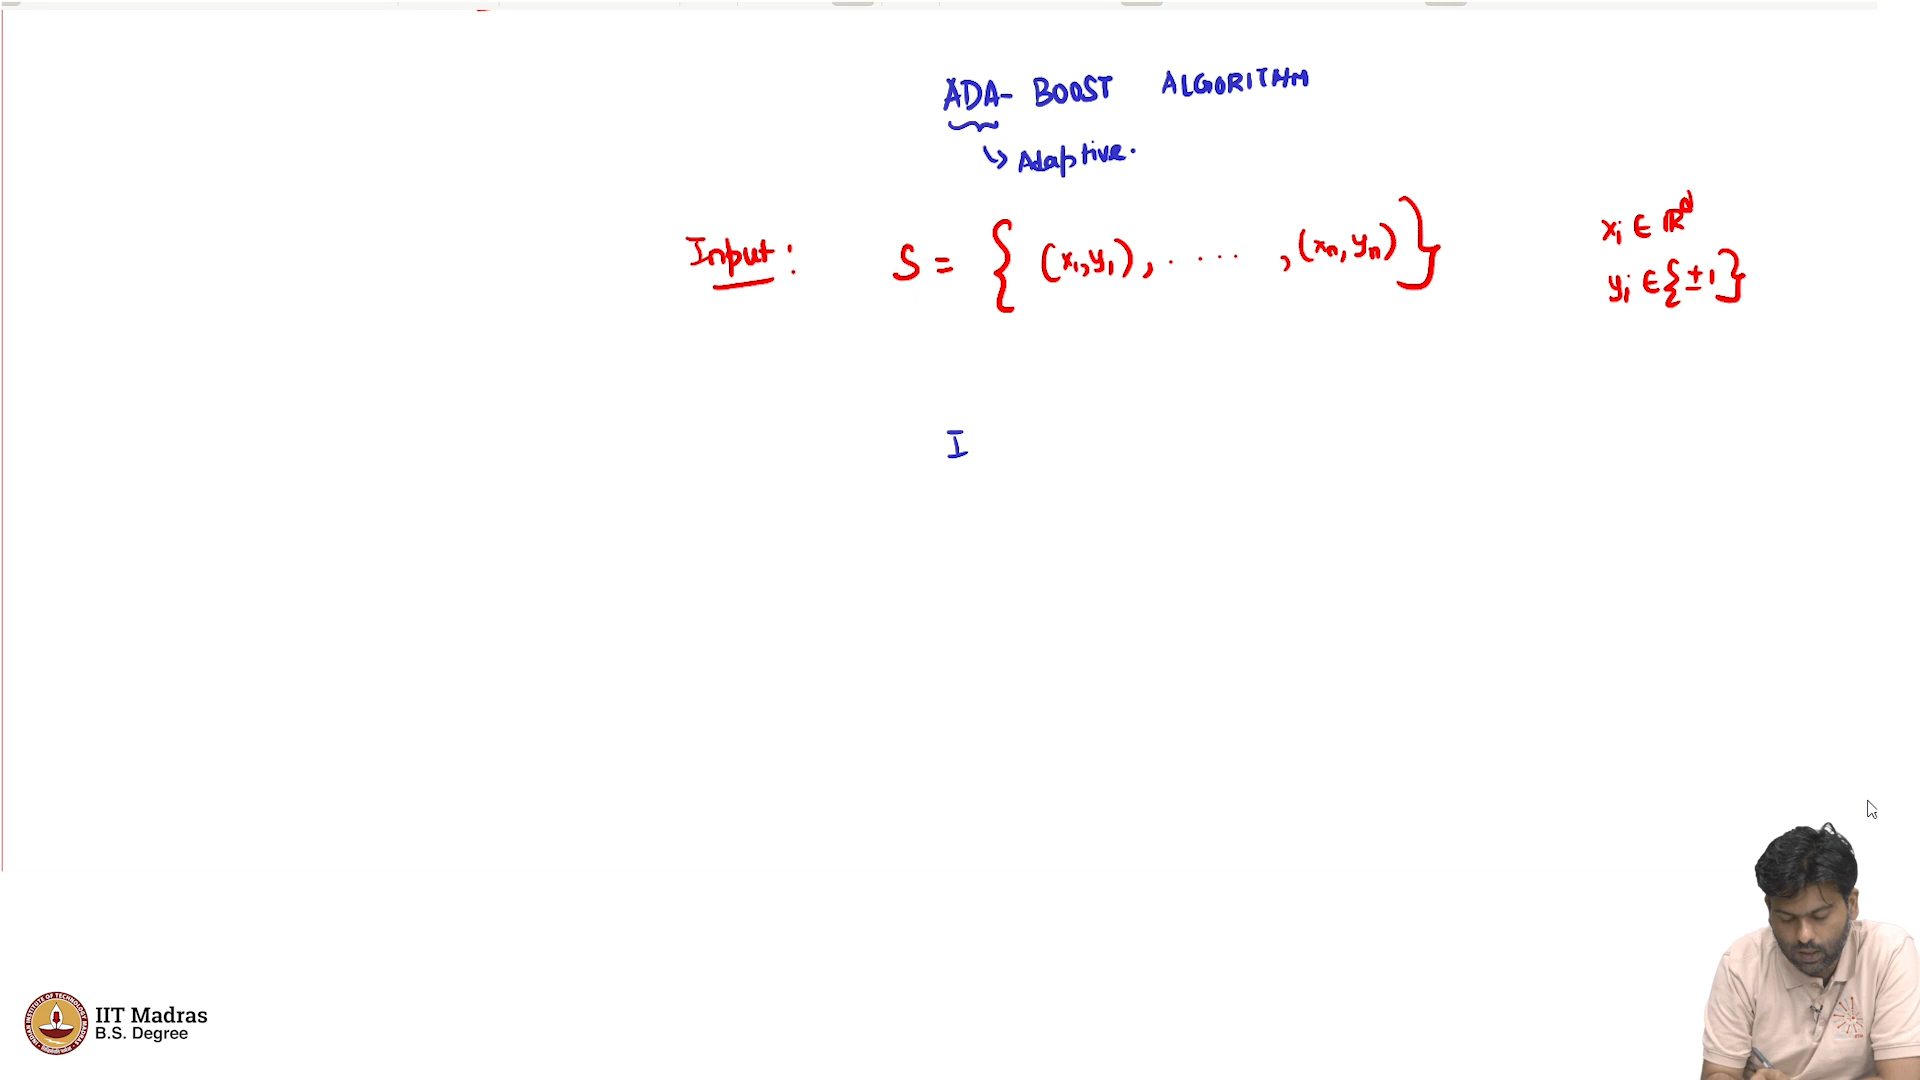 ADA- BOOST ALGORITHM
↳ Adaptive.
Input: S = { (x₁,y₁), ..... ,(xₙ,yₙ) } xᵢ ∈ ℝᵈ
yᵢ ∈ {±1}
I
IIT Madras
B.S. Degree